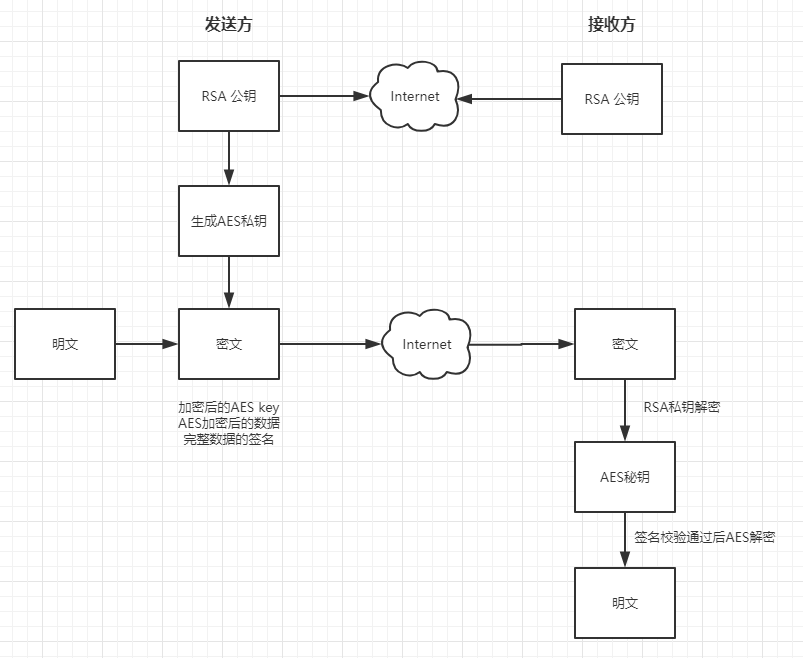 发送方
接收方
RSA 公钥
Internet
RSA 公钥
生成AES私钥
明文
密文
Internet
密文
加密后的AES key
AES加密后的数据
完整数据的签名
RSA私钥解密
AES秘钥
签名校验通过后AES解密
明文